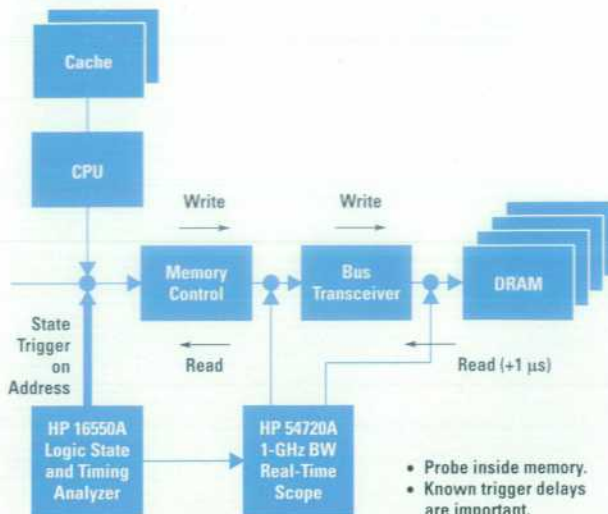 Cache
CPU
Write
Write
Memory
Control
Bus
Transceiver
DRAM
State
Trigger
on
Address
Read
Read (+1 μs)
HP 16550A
Logic State
and Timing
Analyzer
HP 54720A
1-GHz BW
Real-Time
Scope
• Probe inside memory.
• Known trigger delays
are important.